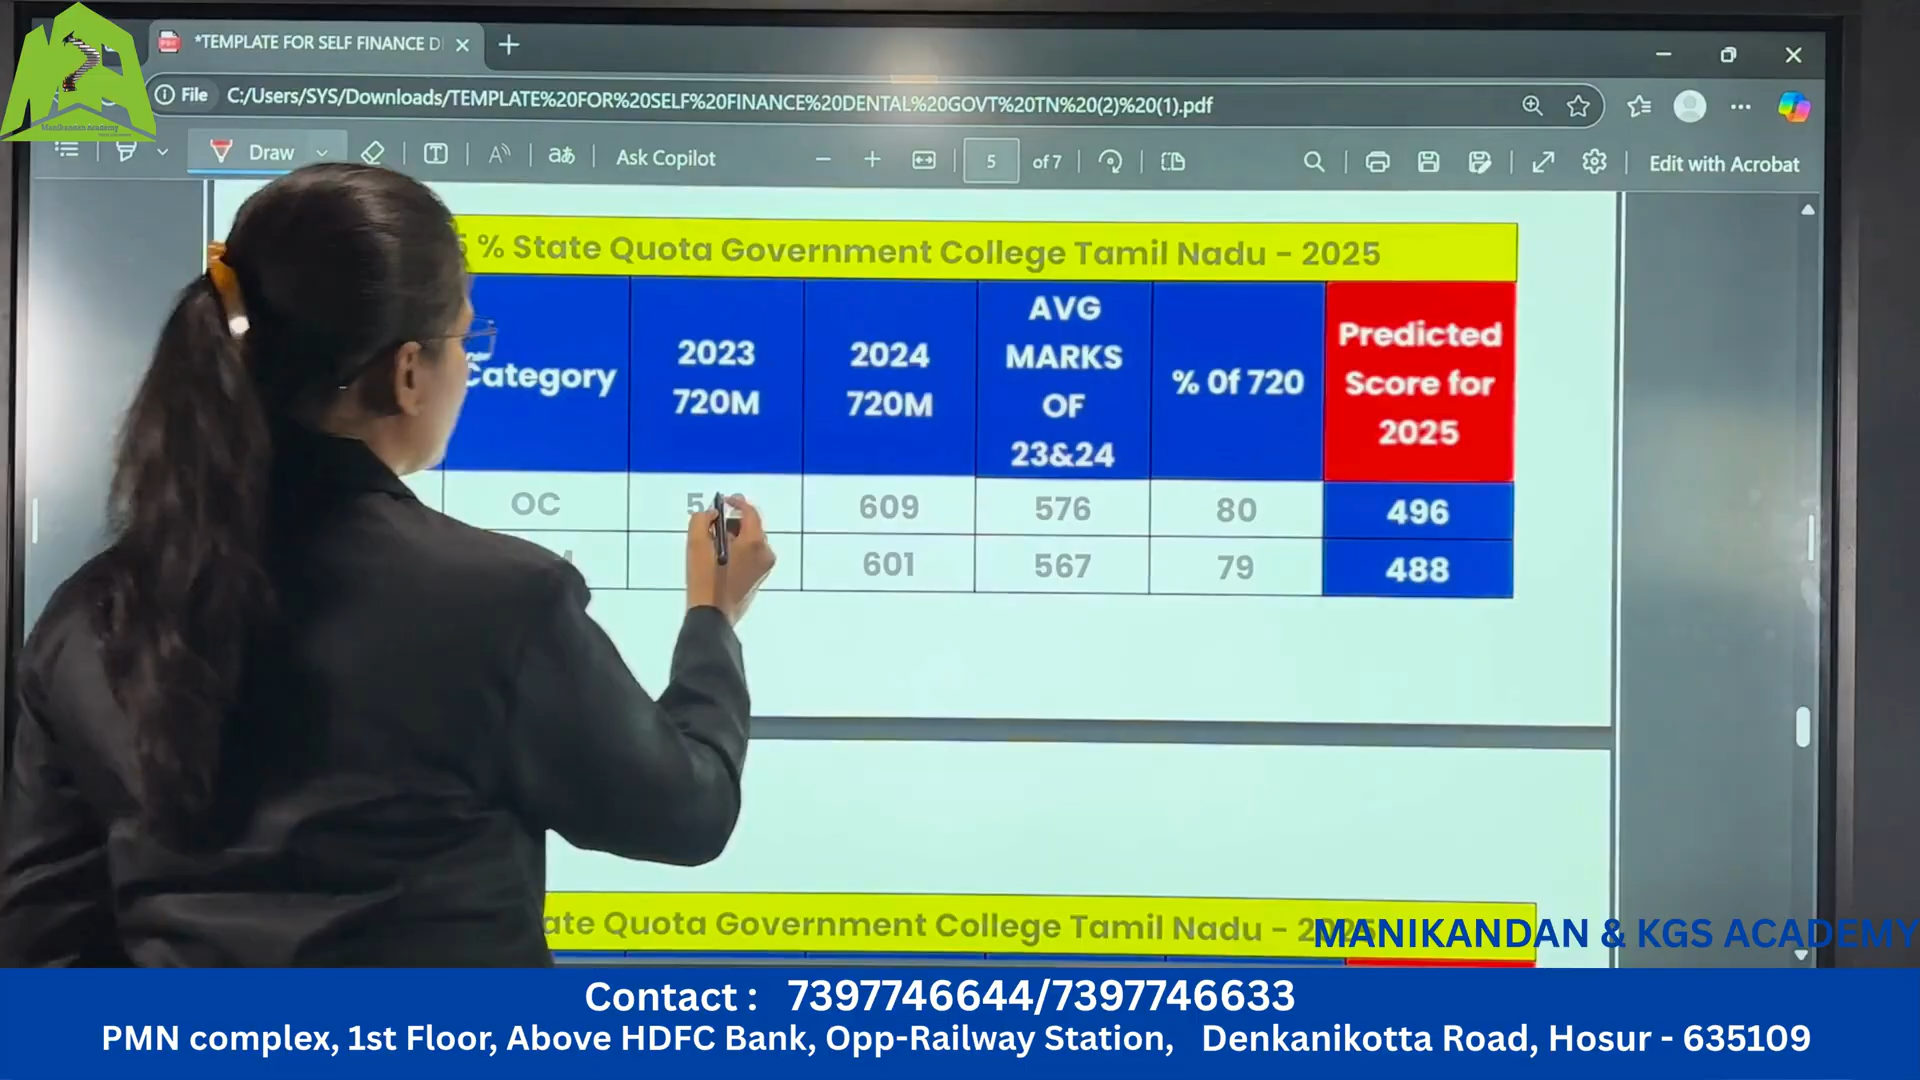 *TEMPLATE FOR SELF FINANCE D
File C:/Users/SYS/Downloads/TEMPLATE%20FOR%20SELF%20FINANCE%20DENTAL%20GOVT%20TN%20(2)%20(1).pdf
Manikandan academy
Draw
Ask Copilot
5 of 7
Edit with Acrobat
% State Quota Government College Tamil Nadu - 2025
Category
2023
720M
2024
720M
AVG
MARKS
OF
23&24
% 0f 720
Predicted
Score for
2025
OC 609 576 80 496
601 567 79 488
Quota Government College Tamil Nadu -
MANIKANDAN & KGS ACADEMY
Contact : 7397746644/7397746633
PMN complex, 1st Floor, Above HDFC Bank, Opp-Railway Station, Denkanikotta Road, Hosur - 635109